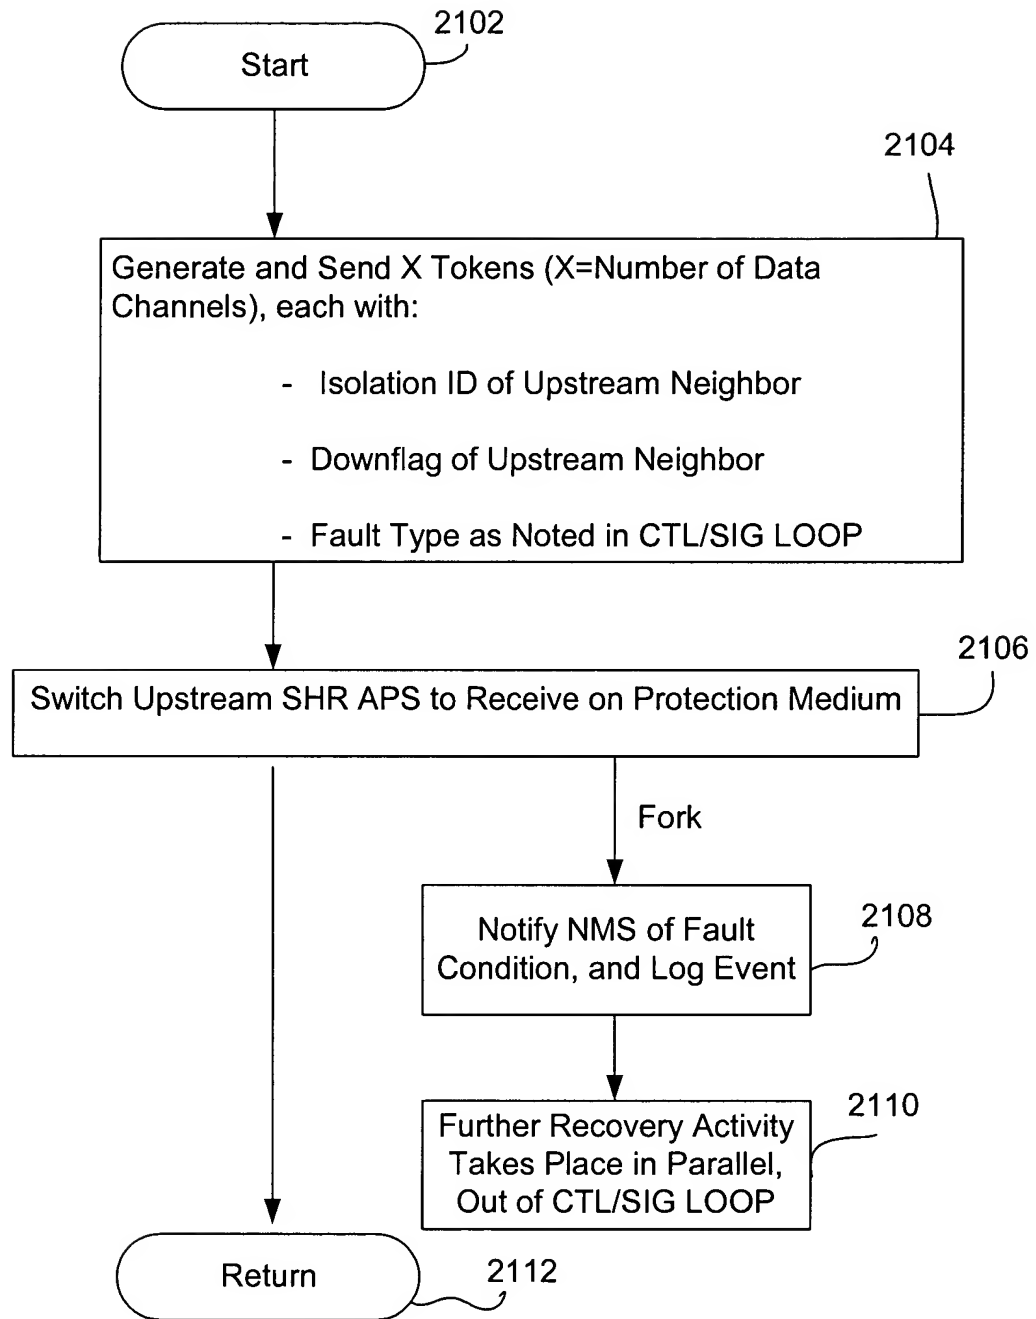 2102
Start
2104
Generate and Send X Tokens (X=Number of Data
Channels), each with:
- Isolation ID of Upstream Neighbor
- Downflag of Upstream Neighbor
- Fault Type as Noted in CTL/SIG LOOP
2106
Switch Upstream SHR APS to Receive on Protection Medium
Fork
2108
Notify NMS of Fault
Condition, and Log Event
2110
Further Recovery Activity
Takes Place in Parallel,
Out of CTL/SIG LOOP
Return
2112